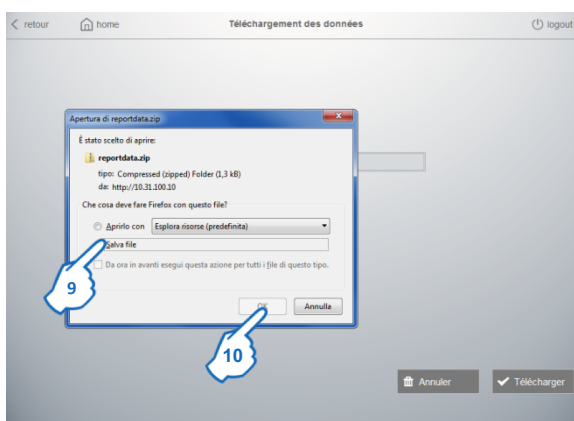 retour
home
Téléchargement des données
logout
Apertura di reportdata.zip
È stato scelto di aprire:
reportdata.zip
tipo: Compressed (zipped) Folder (1,3 kB)
da: http://10.31.100.10
Che cosa deve fare Firefox con questo file?
Aprirlo con Esplora risorse (predefinita)
Salva file
Da ora in avanti esegui questa azione per tutti i file di questo tipo.
9
OK Annulla
10
Annuler Télécharger